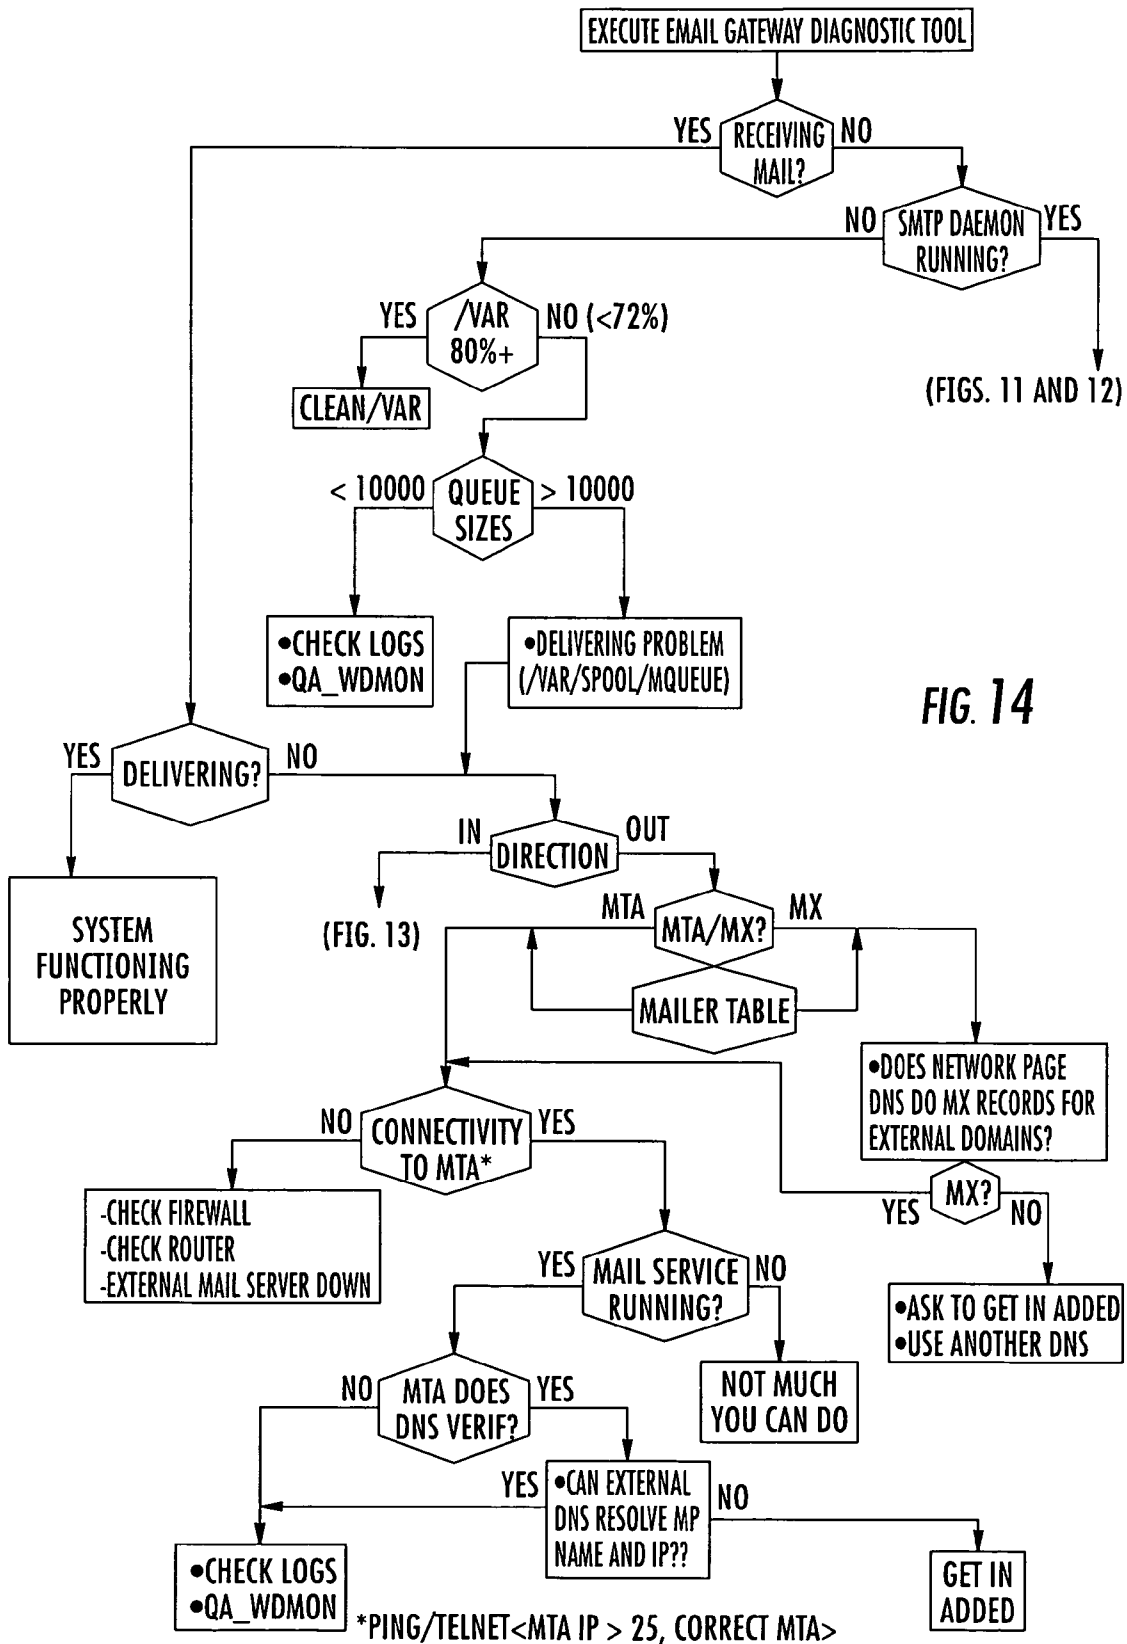 EXECUTE EMAIL GATEWAY DIAGNOSTIC TOOL
YES
RECEIVING
MAIL?
NO
NO
SMTP DAEMON
RUNNING?
YES
YES
/VAR
80%+
NO (<72%)
CLEAN/VAR
(FIGS. 11 AND 12)
< 10000
QUEUE
SIZES
> 10000
•CHECK LOGS
•QA_WDMON
•DELIVERING PROBLEM
(/VAR/SPOOL/MQUEUE)
FIG. 14
YES
DELIVERING?
NO
IN
DIRECTION
OUT
SYSTEM
FUNCTIONING
PROPERLY
(FIG. 13)
MTA
MTA/MX?
MX
MAILER TABLE
•DOES NETWORK PAGE
DNS DO MX RECORDS FOR
EXTERNAL DOMAINS?
NO
CONNECTIVITY
TO MTA*
YES
YES
MX?
NO
-CHECK FIREWALL
-CHECK ROUTER
-EXTERNAL MAIL SERVER DOWN
YES
MAIL SERVICE
RUNNING?
NO
•ASK TO GET IN ADDED
•USE ANOTHER DNS
NO
MTA DOES
DNS VERIF?
YES
NOT MUCH
YOU CAN DO
YES
•CAN EXTERNAL
DNS RESOLVE MP
NAME AND IP??
NO
•CHECK LOGS
•QA_WDMON
GET IN
ADDED
*PING/TELNET<MTA IP > 25, CORRECT MTA>